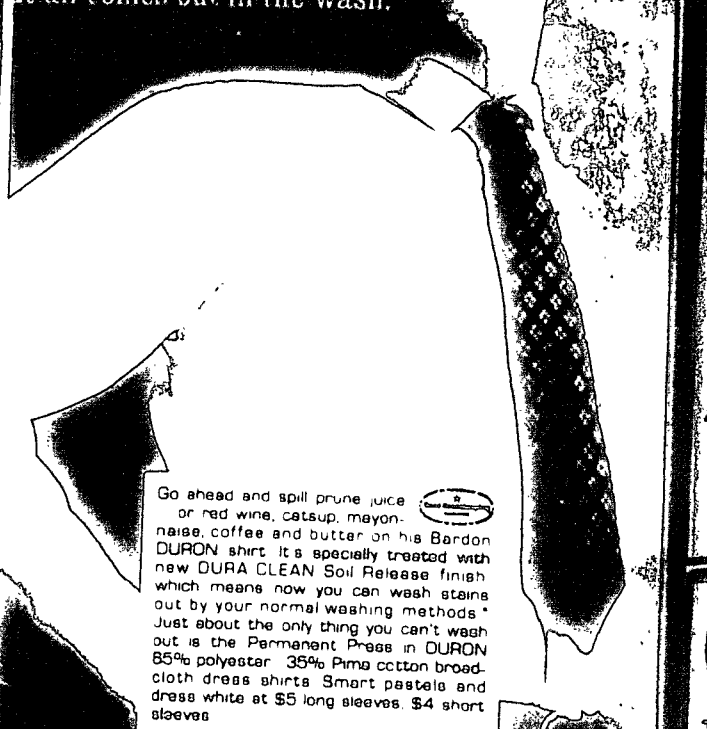 comes out in the wash.
Go ahead and spill prune juice
or red wine, catsup, mayon-
naise, coffee and butter on his Bardon
DURON shirt It's specially treated with
new DURA CLEAN Soil Release finish
which means now you can wash stains
out by your normal washing methods *
Just about the only thing you can't wash
out is the Permanent Press in DURON
65% polyester 35% Pima cotton broad-
cloth dress shirts Smart pastels and
dress white at $5 long sleeves, $4 short
sleeves